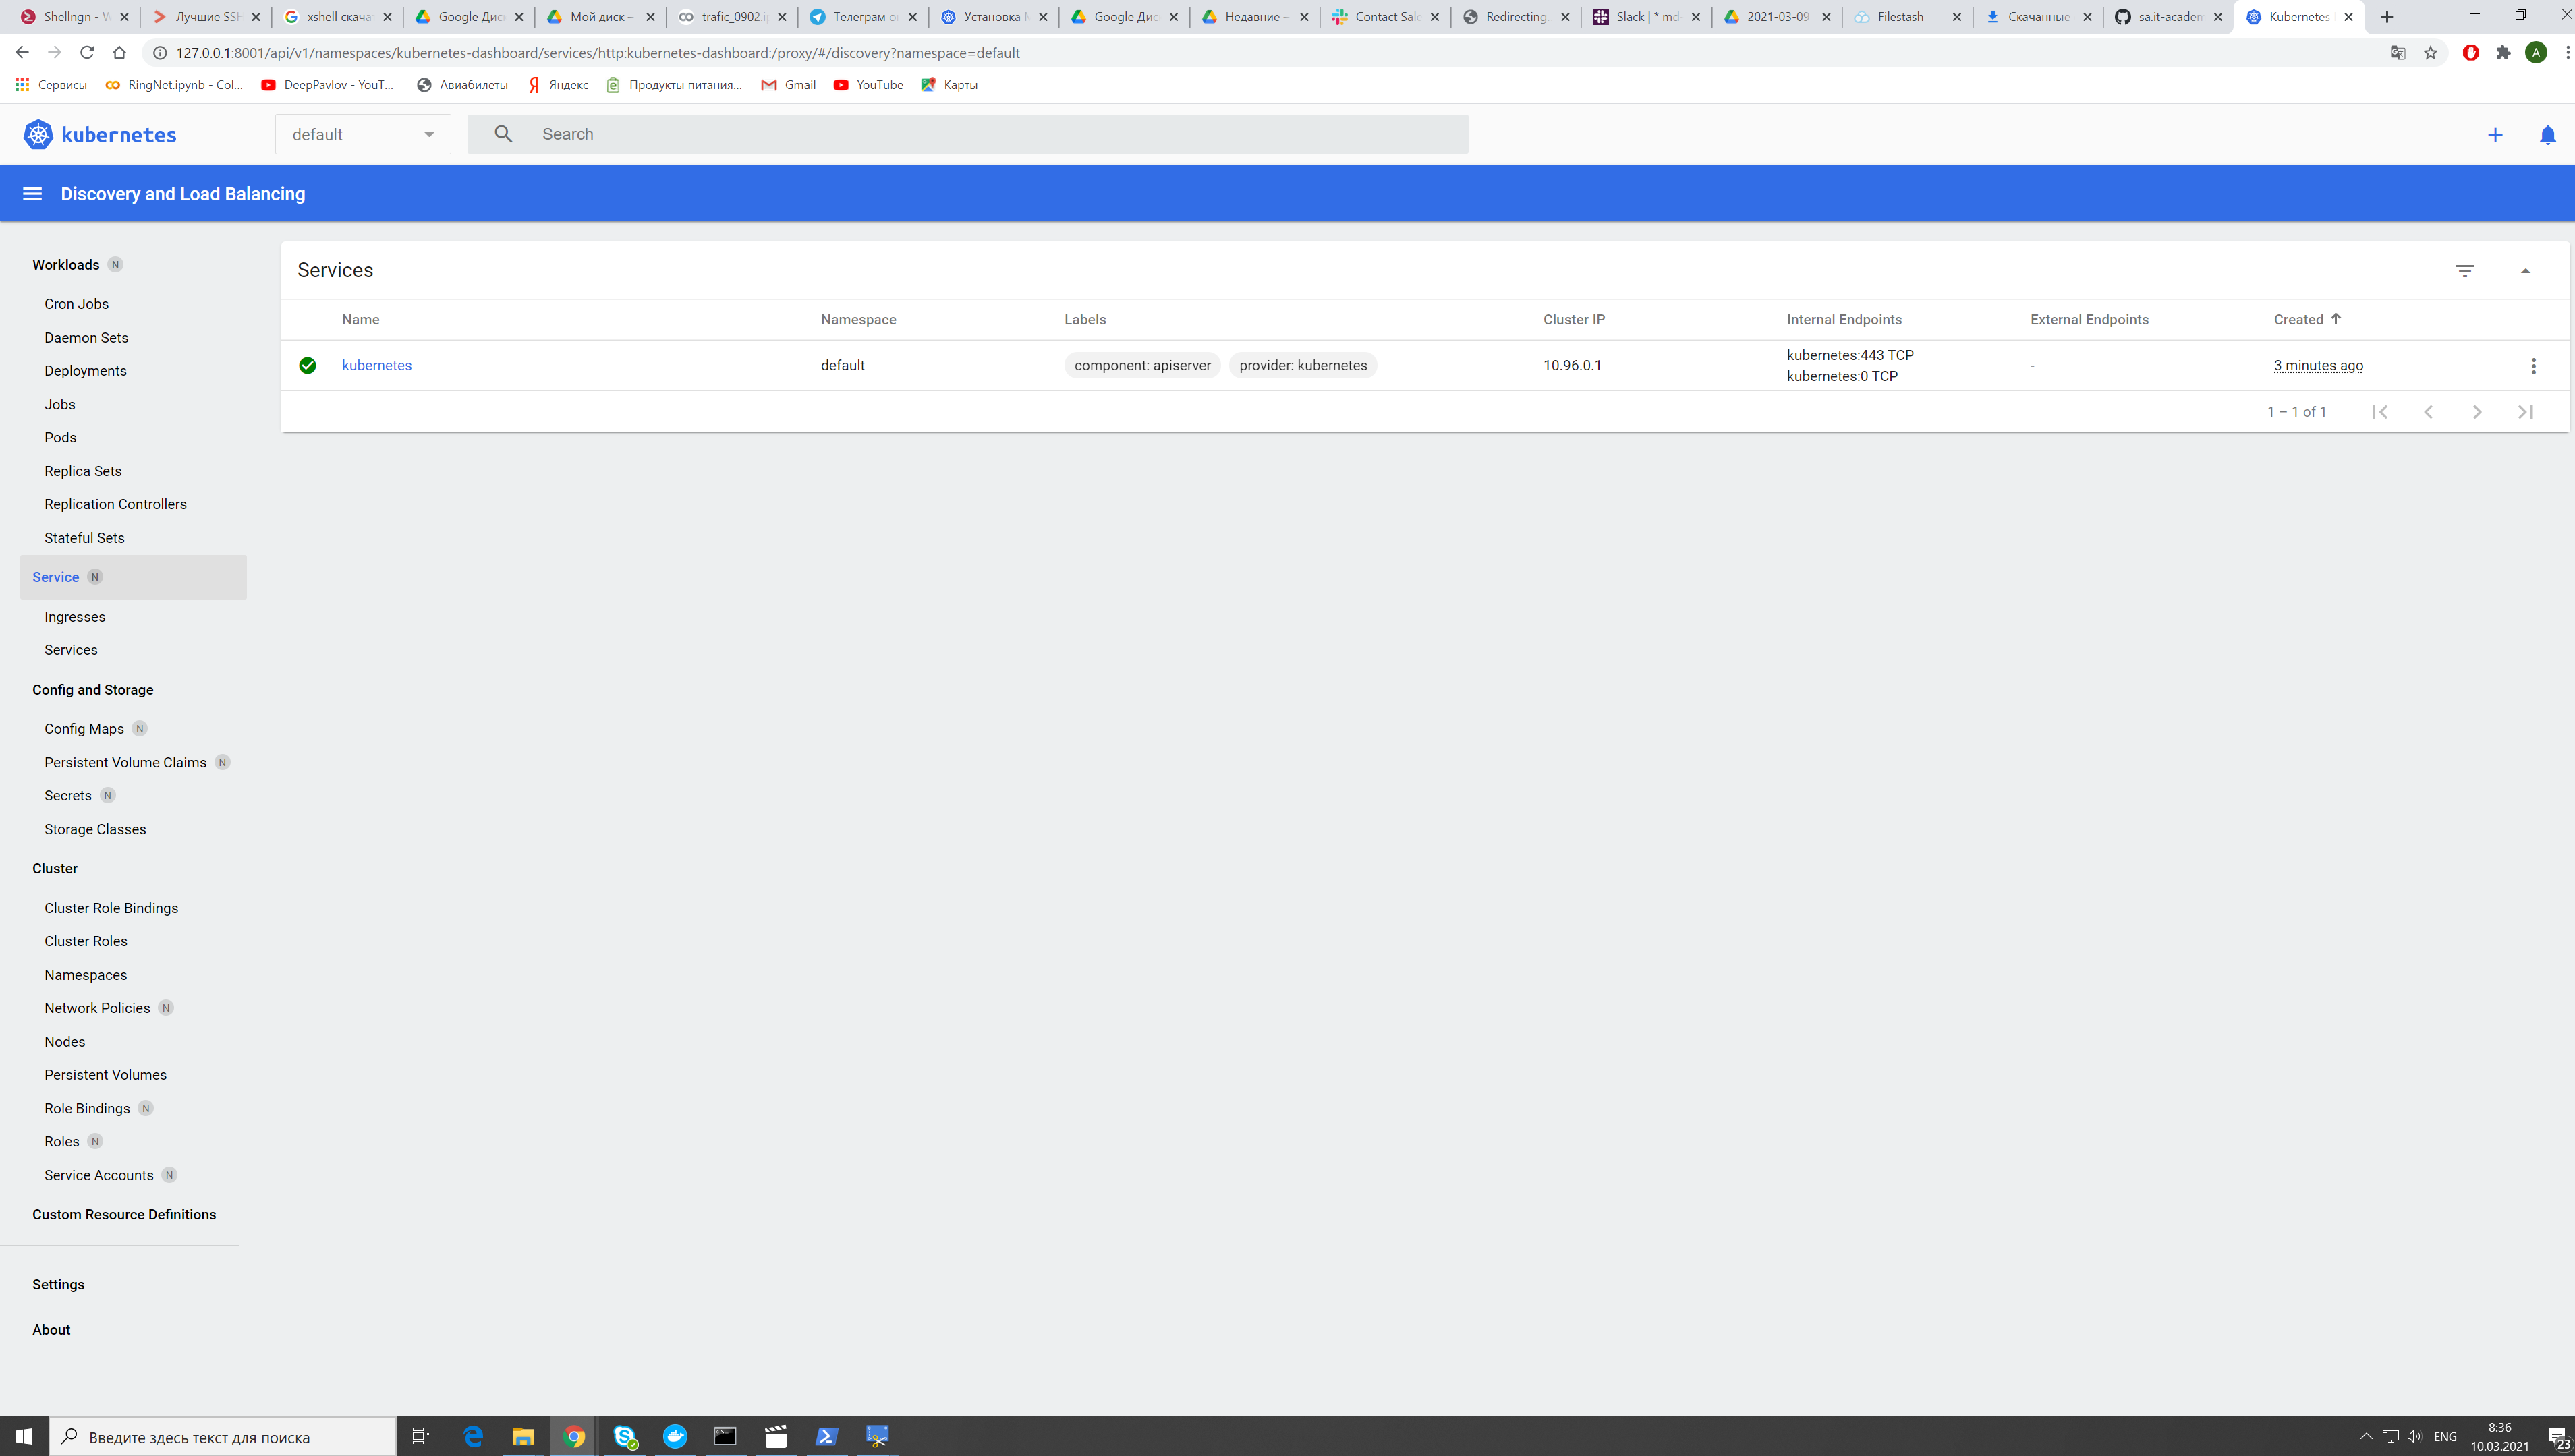 Shellngn - W
Лучшие SSH
xshell скача
Google Дис
Мой диск –
trafic_0902.i
Телеграм о
Установка M
Google Дис
Недавние –
Contact Sale
Redirecting.
Slack | * md
2021-03-09
Filestash
Скачанные
sa.it-academ
Kubernetes
127.0.0.1:8001/api/v1/namespaces/kubernetes-dashboard/services/http:kubernetes-dashboard:/proxy/#/discovery?namespace=default
A
Сервисы
RingNet.ipynb - Col...
DeepPavlov - YouT...
Авиабилеты
Яндекс
Продукты питания...
Gmail
YouTube
Карты
kubernetes
default
Search
Discovery and Load Balancing
Workloads N
Cron Jobs
Daemon Sets
Deployments
Jobs
Pods
Replica Sets
Replication Controllers
Stateful Sets
Service N
Ingresses
Services
Config and Storage
Config Maps N
Persistent Volume Claims N
Secrets N
Storage Classes
Cluster
Cluster Role Bindings
Cluster Roles
Namespaces
Network Policies N
Nodes
Persistent Volumes
Role Bindings N
Roles N
Service Accounts N
Custom Resource Definitions
Settings
About
Services
Name Namespace Labels Cluster IP Internal Endpoints External Endpoints Created
kubernetes default component: apiserver provider: kubernetes 10.96.0.1 kubernetes:443 TCP - 3 minutes ago
kubernetes:0 TCP
1 – 1 of 1
Введите здесь текст для поиска
ENG
8:36
10.03.2021
23